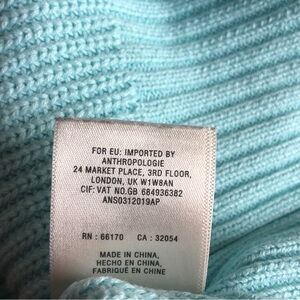 FOR EU: IMPORTED BY
ANTHROPOLOGIE
24 MARKET PLACE, 3RD FLOOR,
LONDON, UK W1W8AN
CIF: VAT NO.GB 684936382
ANS0312019AP
RN : 66170 CA : 32054
MADE IN CHINA,
HECHO EN CHINA,
FABRIQUÉ EN CHINE